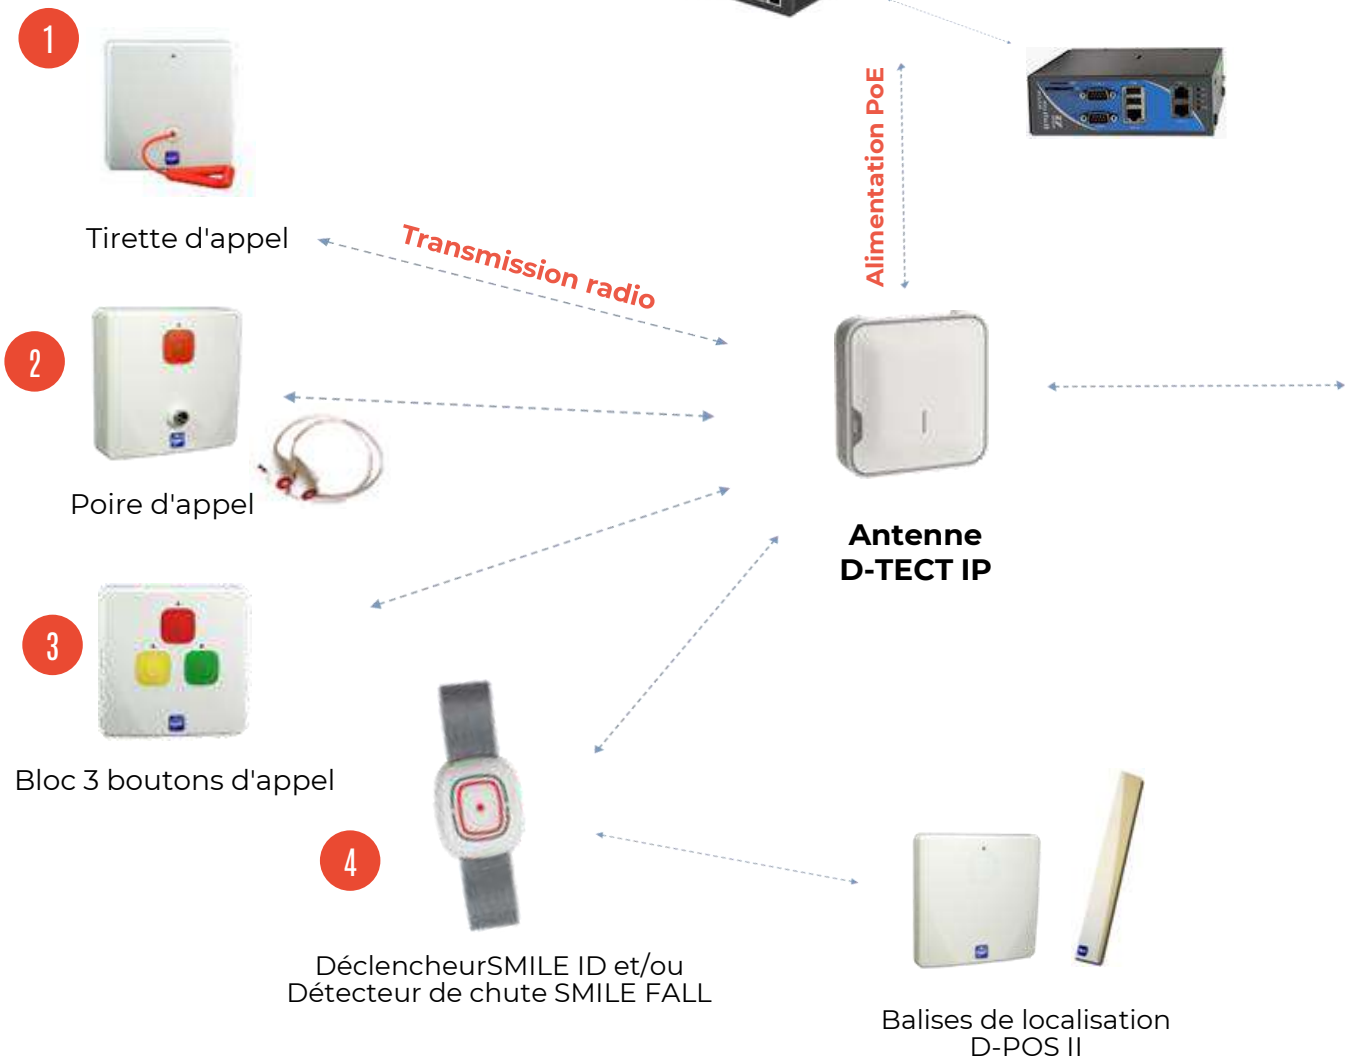 1
Tirette d'appel
Transmission radio
Alimentation PoE
2
Poire d'appel
Antenne
D-TECT IP
3
Bloc 3 boutons d'appel
4
DéclencheurSMILE ID et/ou
Détecteur de chute SMILE FALL
Balises de localisation
D-POS II